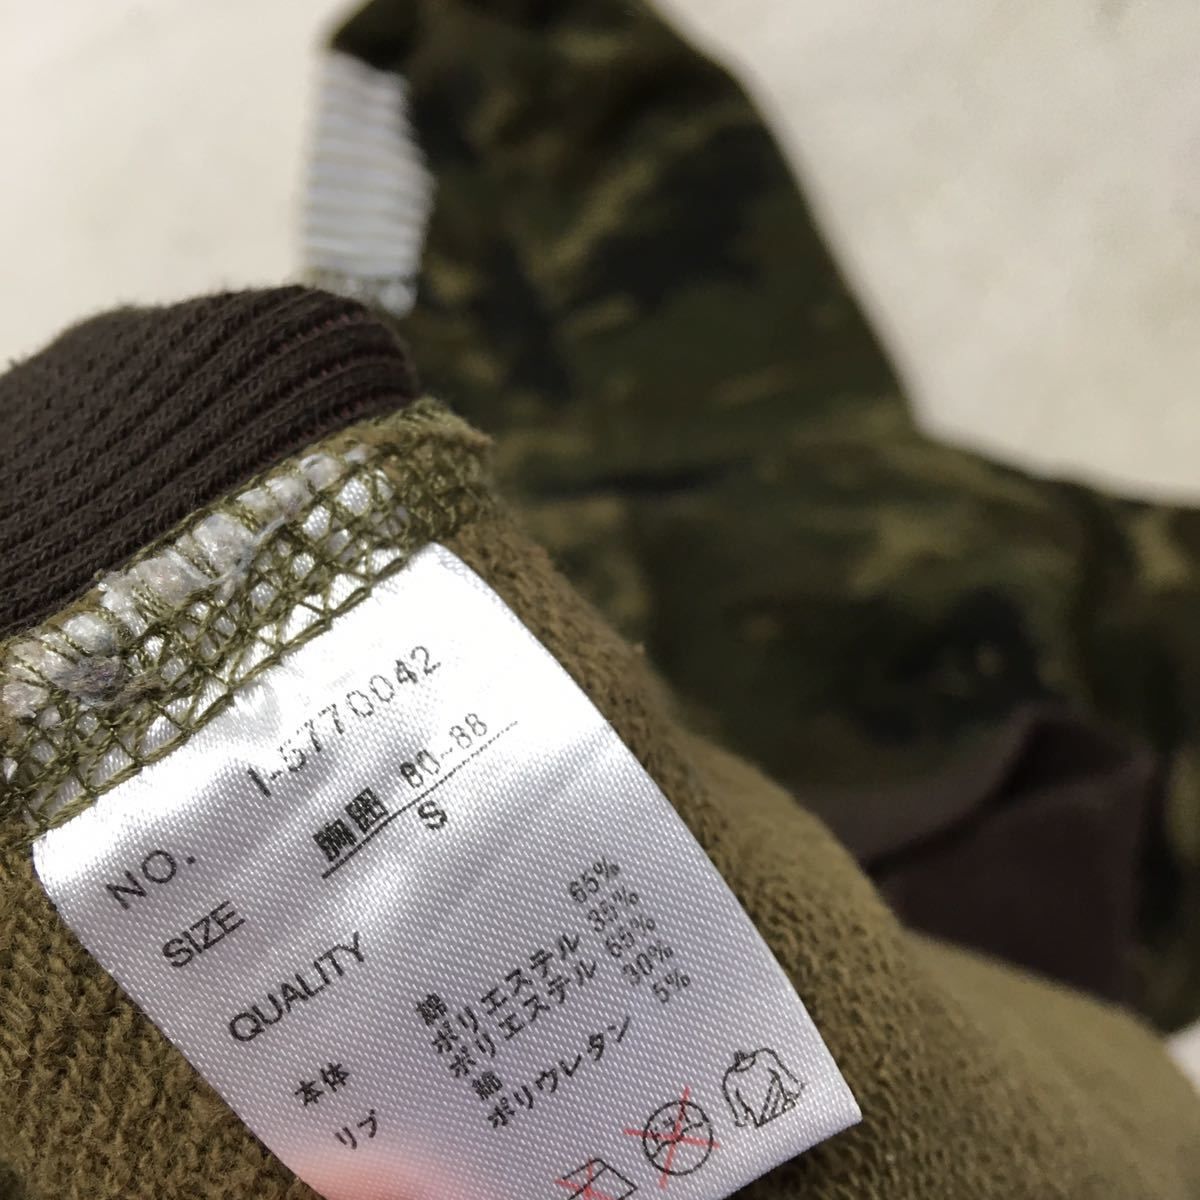 NO. I-5770042
SIZE 胸囲 80-88
S
QUALITY
本体 綿 65%
ポリエステル 35%
リブ ポリエステル 65%
綿 30%
ポリウレタン 5%